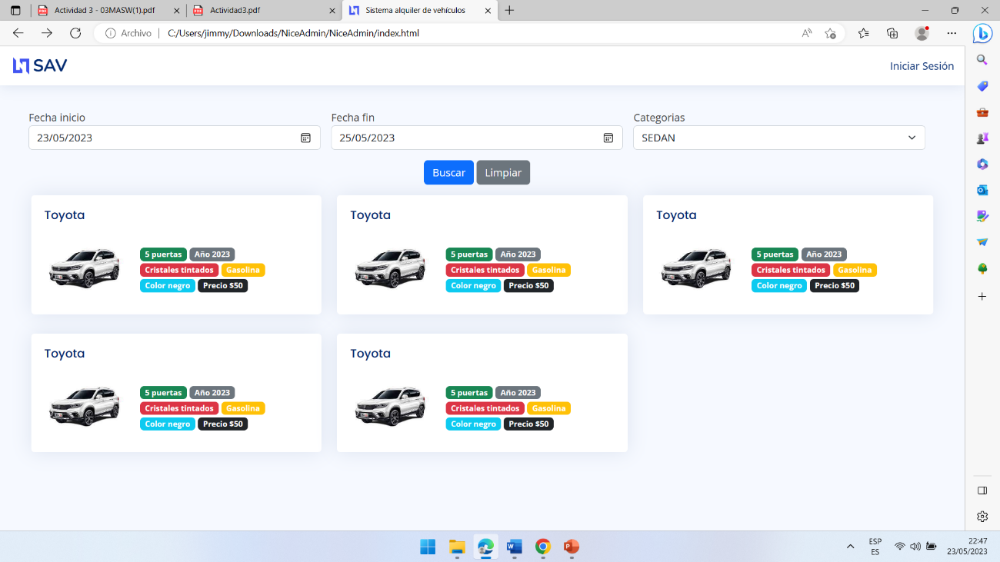 Actividad 3 - 03MASW(1).pdf
Actividad3.pdf
Sistema alquiler de vehículos
Archivo
C:/Users/jimmy/Downloads/NiceAdmin/NiceAdmin/index.html
SAV
Iniciar Sesión
Fecha inicio
Fecha fin
Categorias
23/05/2023
25/05/2023
SEDAN
Buscar
Limpiar
Toyota
5 puertas
Año 2023
Cristales tintados
Gasolina
Color negro
Precio $50
Toyota
5 puertas
Año 2023
Cristales tintados
Gasolina
Color negro
Precio $50
Toyota
5 puertas
Año 2023
Cristales tintados
Gasolina
Color negro
Precio $50
Toyota
5 puertas
Año 2023
Cristales tintados
Gasolina
Color negro
Precio $50
Toyota
5 puertas
Año 2023
Cristales tintados
Gasolina
Color negro
Precio $50
ESP
ES
22:47
23/05/2023